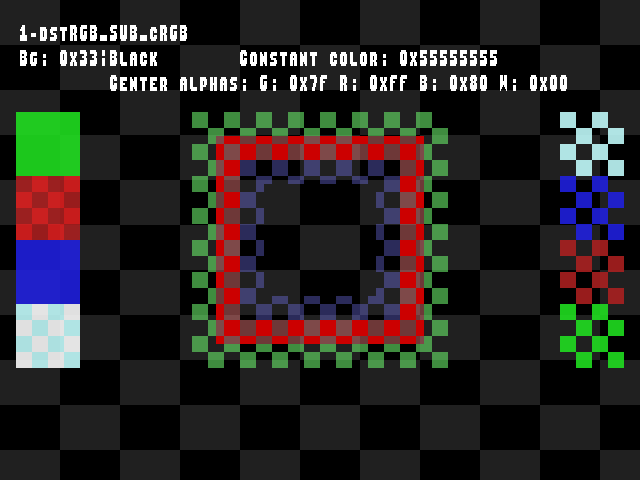 1-dstRGB_SUB_cRGB
Bg: 0x33¦Black Constant color: 0x55555555
Center alphas: G: 0x7f R: 0xff B: 0x80 W: 0x00